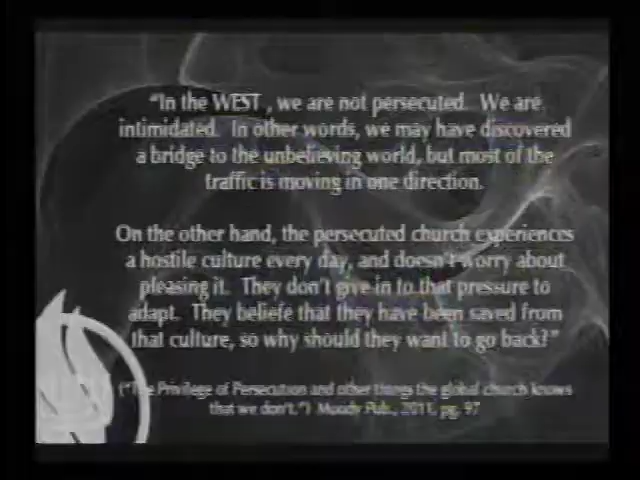 "In the WEST , we are not persecuted. We are
intimidated. In other words, we may have discovered
a bridge to the unbelieving world, but most of the
traffic is moving in one direction.
On the other hand, the persecuted church experiences
a hostile culture every day, and doesn't worry about
pleasing it. They don't give in to that pressure to
adapt. They beliefe that they have been saved from
that culture, so why should they want to go back?"
("The Privilege of Persecution and other things the global church knows
that we don't.") Moody Pub., 2011, pg. 97